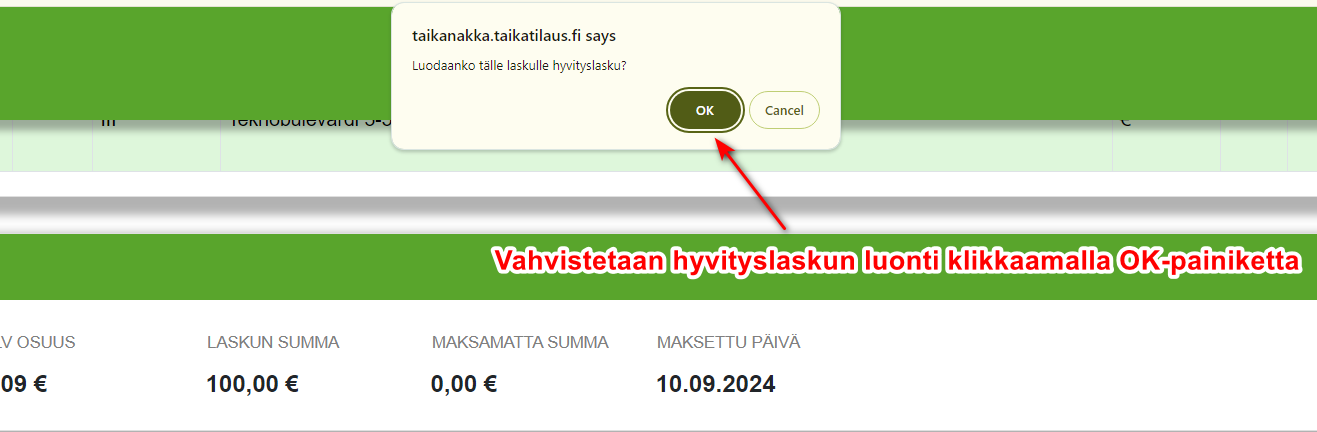 taikanakka.taikatilaus.fi says
Luodaanko tälle laskulle hyvityslasku?
OK Cancel
Teknobulevardi 3-5
€
Vahvistetaan hyvityslaskun luonti klikkaamalla OK-painiketta
LV OSUUS LASKUN SUMMA MAKSAMATTA SUMMA MAKSETTU PÄIVÄ
09 € 100,00 € 0,00 € 10.09.2024